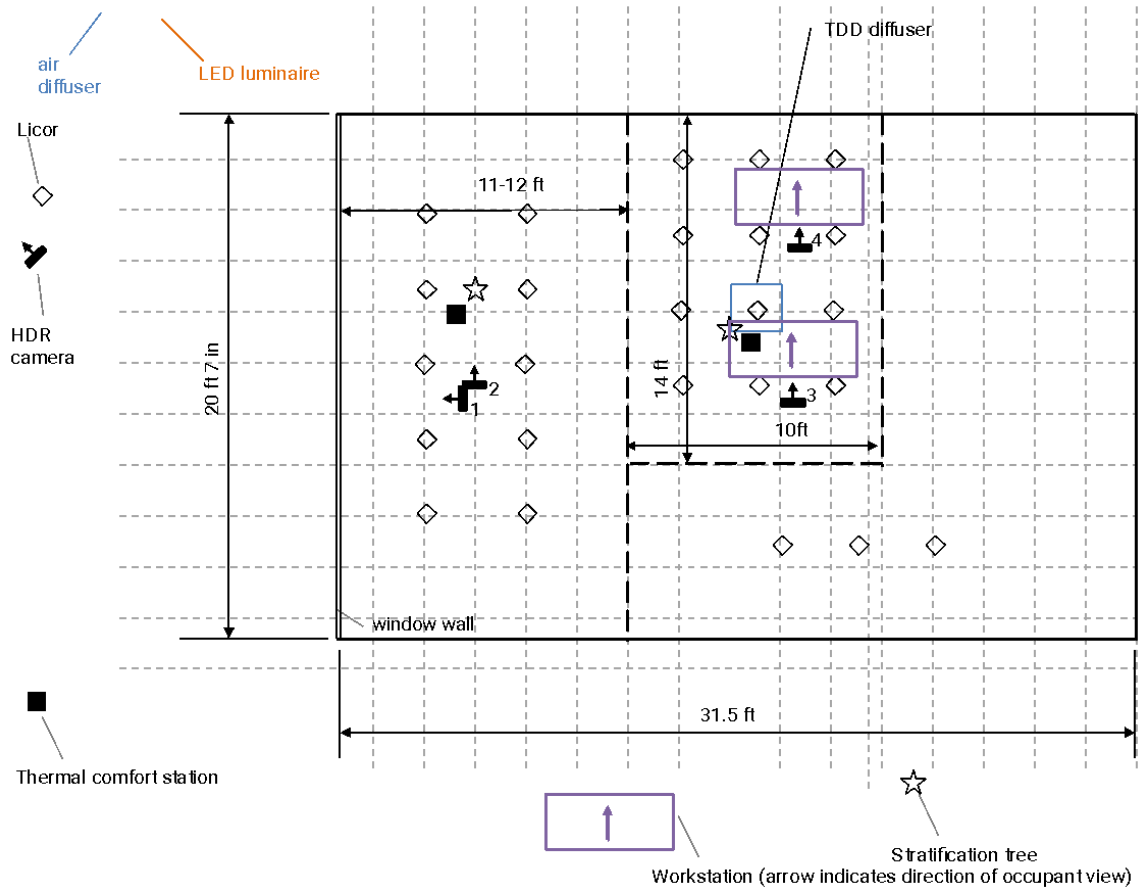 TDD diffuser
air
diffuser
LED luminaire
Licor
11-12 ft
4
HDR
camera
20 ft 7 in
14 ft
2
1
3
10ft
window wall
31.5 ft
Thermal comfort station
Stratification tree
Workstation (arrow indicates direction of occupant view)